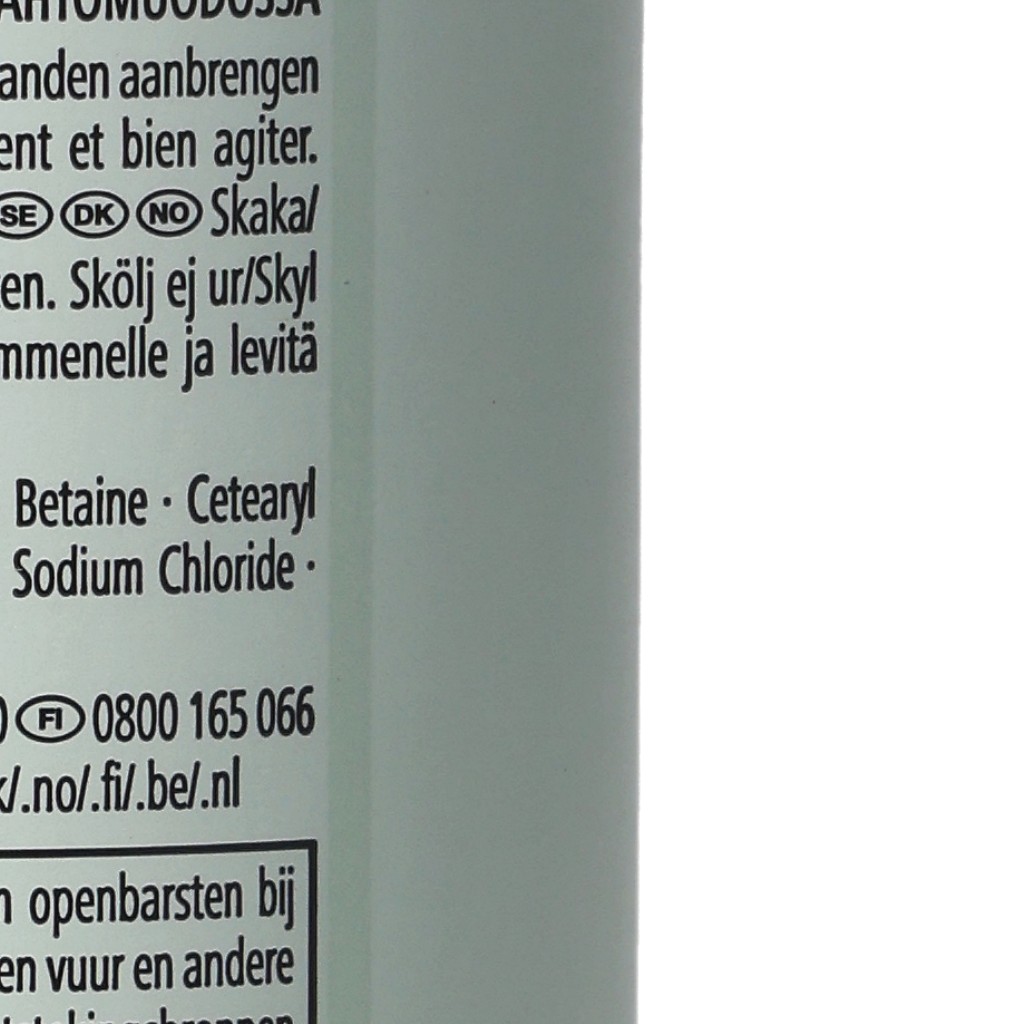 anden aanbrengen
ent et bien agiter.
SE DK NO Skaka/
en. Skölj ej ur/Skyl
mmenelle ja levitä
Betaine · Cetearyl
Sodium Chloride ·
FI 0800 165 066
/.no/.fi/.be/.nl
openbarsten bij
en vuur en andere